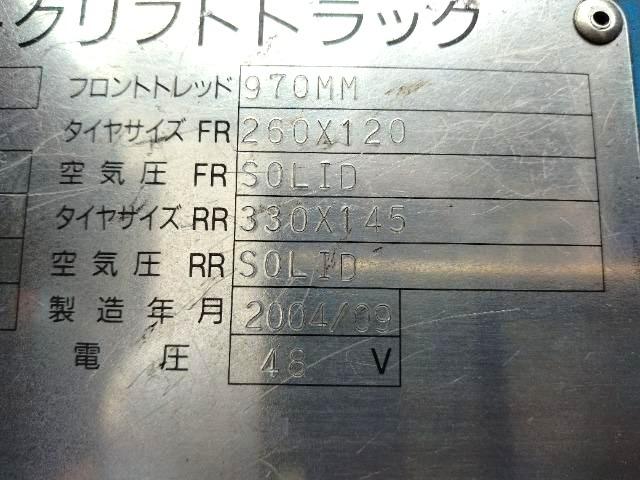 クリフトトラック
フロントトレッド 970MM
タイヤサイズ FR 260X120
空気圧 FR SOLID
タイヤサイズ RR 330X145
空気圧 RR SOLID
製造年月 2004/09
電圧 48 V